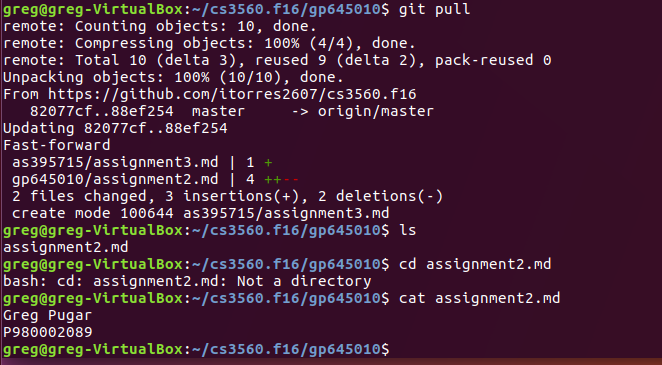 greg@greg-VirtualBox:~/cs3560.f16/gp645010$ git pull
remote: Counting objects: 10, done.
remote: Compressing objects: 100% (4/4), done.
remote: Total 10 (delta 3), reused 9 (delta 2), pack-reused 0
Unpacking objects: 100% (10/10), done.
From https://github.com/itorres2607/cs3560.f16
   82077cf..88ef254  master     -> origin/master
Updating 82077cf..88ef254
Fast-forward
 as395715/assignment3.md | 1 +
 gp645010/assignment2.md | 4 ++--
 2 files changed, 3 insertions(+), 2 deletions(-)
 create mode 100644 as395715/assignment3.md
greg@greg-VirtualBox:~/cs3560.f16/gp645010$ ls
assignment2.md
greg@greg-VirtualBox:~/cs3560.f16/gp645010$ cd assignment2.md
bash: cd: assignment2.md: Not a directory
greg@greg-VirtualBox:~/cs3560.f16/gp645010$ cat assignment2.md
Greg Pugar
P980002089
greg@greg-VirtualBox:~/cs3560.f16/gp645010$